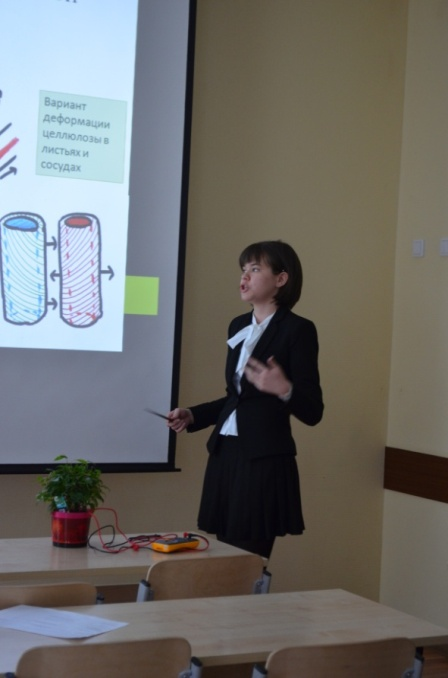 Вариант
деформации
целлюлозы в
листьях и
сосудах